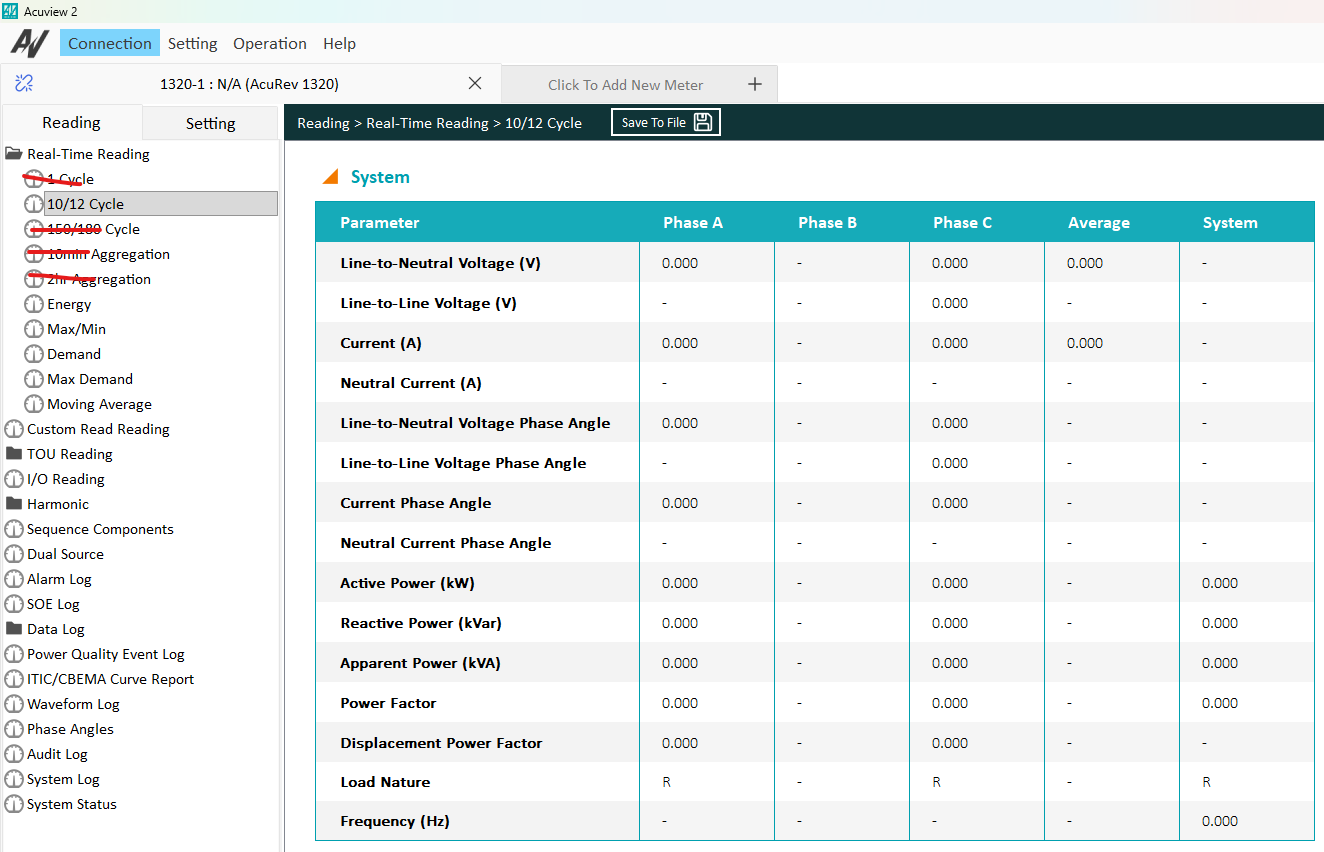 Acuview 2
Connection Setting Operation Help
1320-1 : N/A (AcuRev 1320) Click To Add New Meter
Reading Setting
Reading > Real-Time Reading > 10/12 Cycle Save To File
Real-Time Reading
1 Cycle
10/12 Cycle
150/180 Cycle
10min Aggregation
2hr Aggregation
Energy
Max/Min
Demand
Max Demand
Moving Average
Custom Read Reading
TOU Reading
I/O Reading
Harmonic
Sequence Components
Dual Source
Alarm Log
SOE Log
Data Log
Power Quality Event Log
ITIC/CBEMA Curve Report
Waveform Log
Phase Angles
Audit Log
System Log
System Status
System
Parameter Phase A Phase B Phase C Average System
Line-to-Neutral Voltage (V) 0.000 - 0.000 0.000 -
Line-to-Line Voltage (V) - - 0.000 - -
Current (A) 0.000 - 0.000 0.000 -
Neutral Current (A) - - - - -
Line-to-Neutral Voltage Phase Angle 0.000 - 0.000 - -
Line-to-Line Voltage Phase Angle - - 0.000 - -
Current Phase Angle 0.000 - 0.000 - -
Neutral Current Phase Angle - - - - -
Active Power (kW) 0.000 - 0.000 - 0.000
Reactive Power (kVar) 0.000 - 0.000 - 0.000
Apparent Power (kVA) 0.000 - 0.000 - 0.000
Power Factor 0.000 - 0.000 - 0.000
Displacement Power Factor 0.000 - 0.000 - -
Load Nature R - R - R
Frequency (Hz) - - - - 0.000